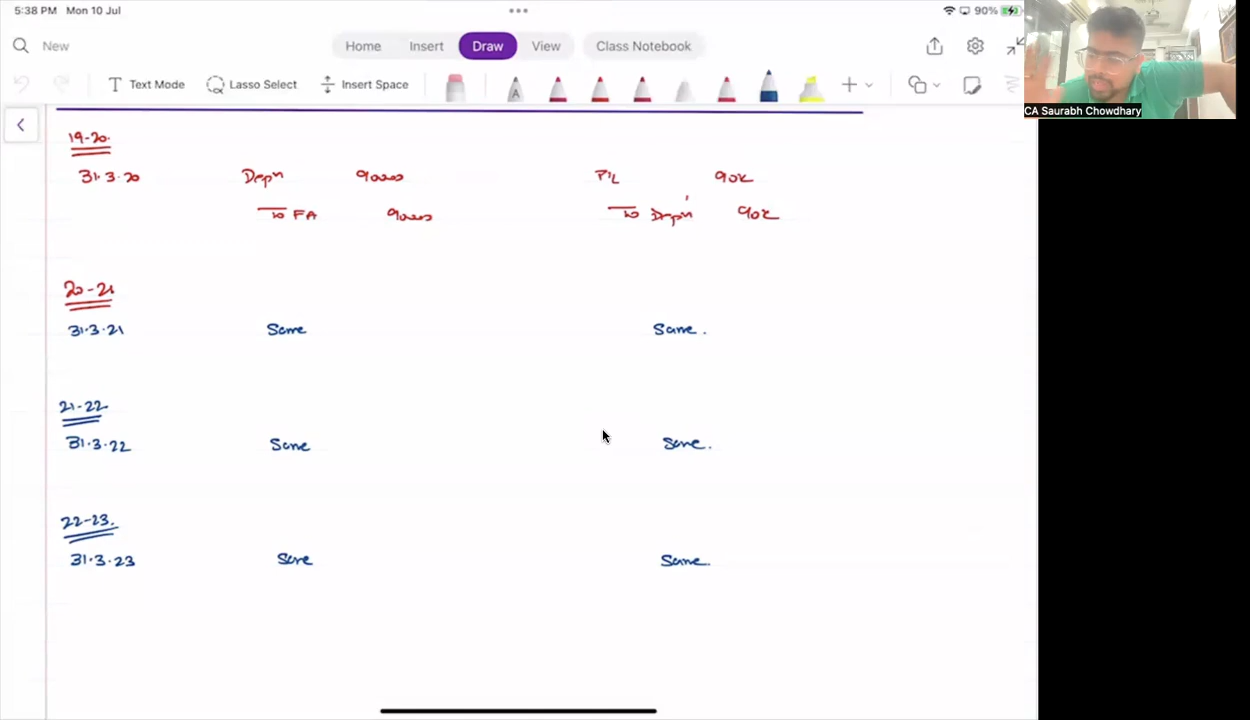 5:38 PM Mon 10 Jul
90%
New
Home Insert Draw View Class Notebook
Text Mode Lasso Select Insert Space
CA Saurabh Chowdhary
19-20.
31·3·20 Depn 90000 P/L 90K
To FA 90000 To Depn 90K
20-21
31·3·21 Same Same.
21-22
31·3·22 Same Same.
22-23.
31·3·23 Same Same.